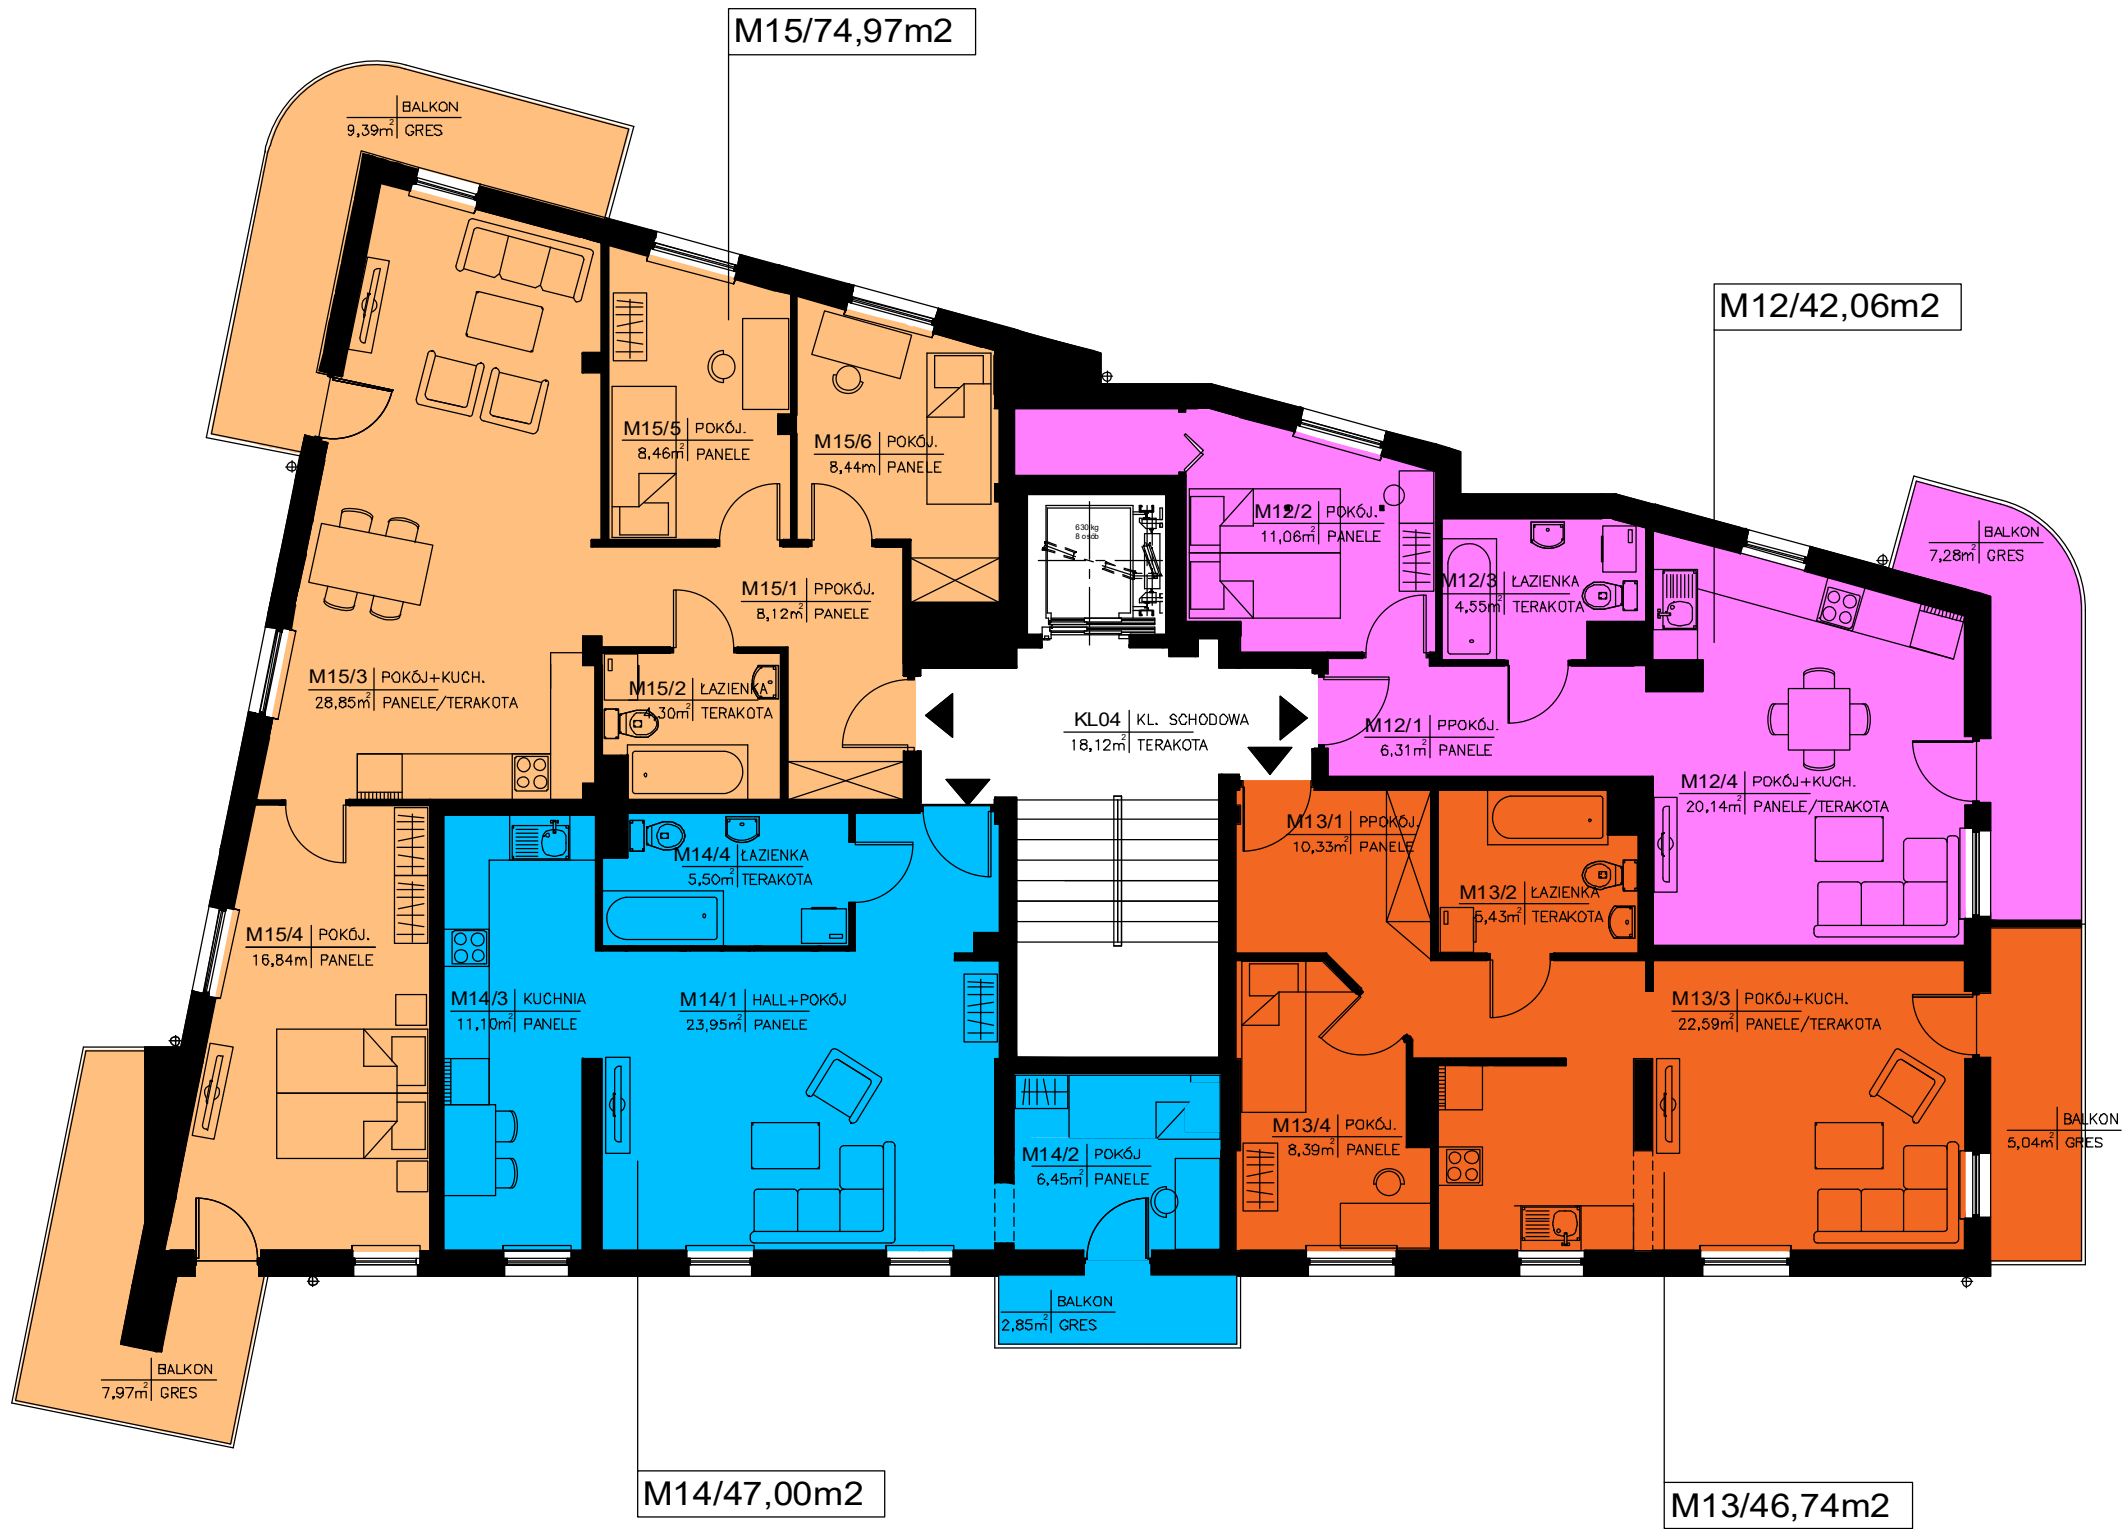 M15/74,97m2
BALKON
9,39m² GRES
M12/42,06m2
M15/5 POKÓJ.
8,46m² PANELE
M15/6 POKÓJ.
8,44m² PANELE
630 kg
8 osób
M12/2 POKÓJ.
11,06m² PANELE
BALKON
7,28m² GRES
M12/3 ŁAZIENKA
4,55m² TERAKOTA
M15/1 PPOKÓJ.
8,12m² PANELE
M15/3 POKÓJ+KUCH.
28,85m² PANELE/TERAKOTA
M15/2 ŁAZIENKA
4,30m² TERAKOTA
KL04 KL. SCHODOWA
18,12m² TERAKOTA
M12/1 PPOKÓJ.
6,31m² PANELE
M12/4 POKÓJ+KUCH.
20,14m² PANELE/TERAKOTA
M13/1 PPOKÓJ.
10,33m² PANELE
M14/4 ŁAZIENKA
5,50m² TERAKOTA
M13/2 ŁAZIENKA
5,43m² TERAKOTA
M15/4 POKÓJ.
16,84m² PANELE
M14/3 KUCHNIA
11,10m² PANELE
M14/1 HALL+POKÓJ
23,95m² PANELE
M13/3 POKÓJ+KUCH.
22,59m² PANELE/TERAKOTA
M13/4 POKÓJ.
8,39m² PANELE
BALKON
5,04m² GRES
M14/2 POKÓJ
6,45m² PANELE
BALKON
2,85m² GRES
BALKON
7,97m² GRES
M14/47,00m2
M13/46,74m2